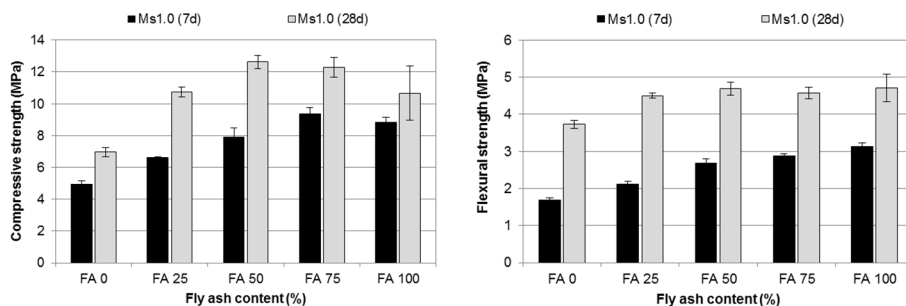 Ms1.0 (7d) Ms1.0 (28d)
Compressive strength (MPa)
14
12
10
8
6
4
2
0
FA 0 FA 25 FA 50 FA 75 FA 100
Fly ash content (%)
Ms1.0 (7d) Ms1.0 (28d)
Flexural strength (MPa)
6
5
4
3
2
1
0
FA 0 FA 25 FA 50 FA 75 FA 100
Fly ash content (%)